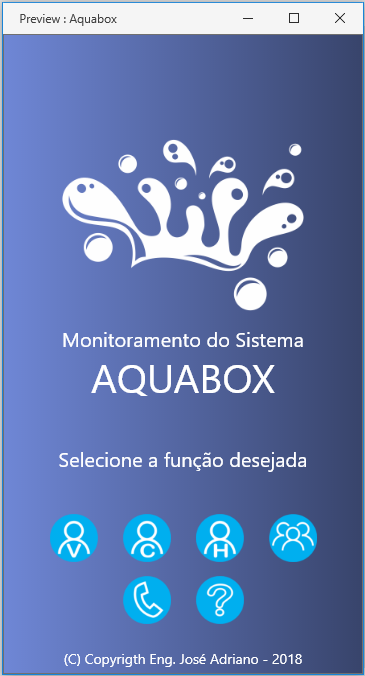 Preview : Aquabox
Monitoramento do Sistema
AQUABOX
Selecione a função desejada
V C H
?
(C) Copyrigth Eng. José Adriano - 2018